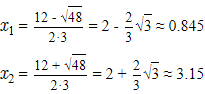 x₁ = (12 - √48)/(2·3) = 2 - (2/3)√3 ≈ 0.845
x₂ = (12 + √48)/(2·3) = 2 + (2/3)√3 ≈ 3.15